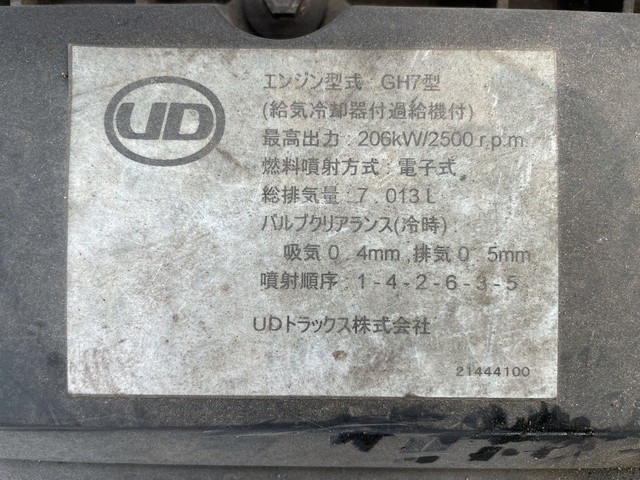 UD
エンジン型式 : GH7型
(給気冷却器付過給機付)
最高出力 : 206kW/2500 r.p.m.
燃料噴射方式 : 電子式
総排気量 : 7.013 L
バルブクリアランス(冷時) :
吸気0.4mm ,排気0.5mm
噴射順序 : 1-4-2-6-3-5
UDトラックス株式会社
21444100